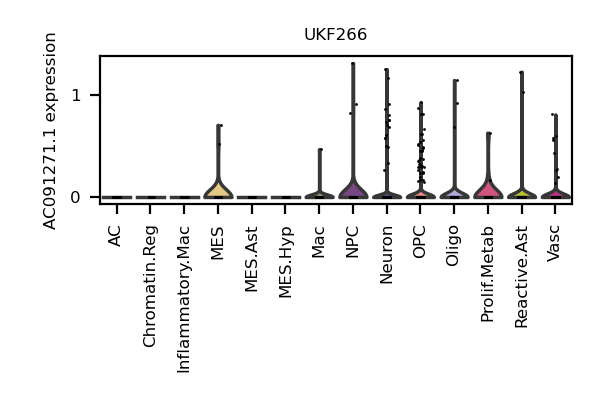 UKF266
AC091271.1 expression
1
0
AC
Chromatin.Reg
Inflammatory.Mac
MES
MES.Ast
MES.Hyp
Mac
NPC
Neuron
OPC
Oligo
Prolif.Metab
Reactive.Ast
Vasc